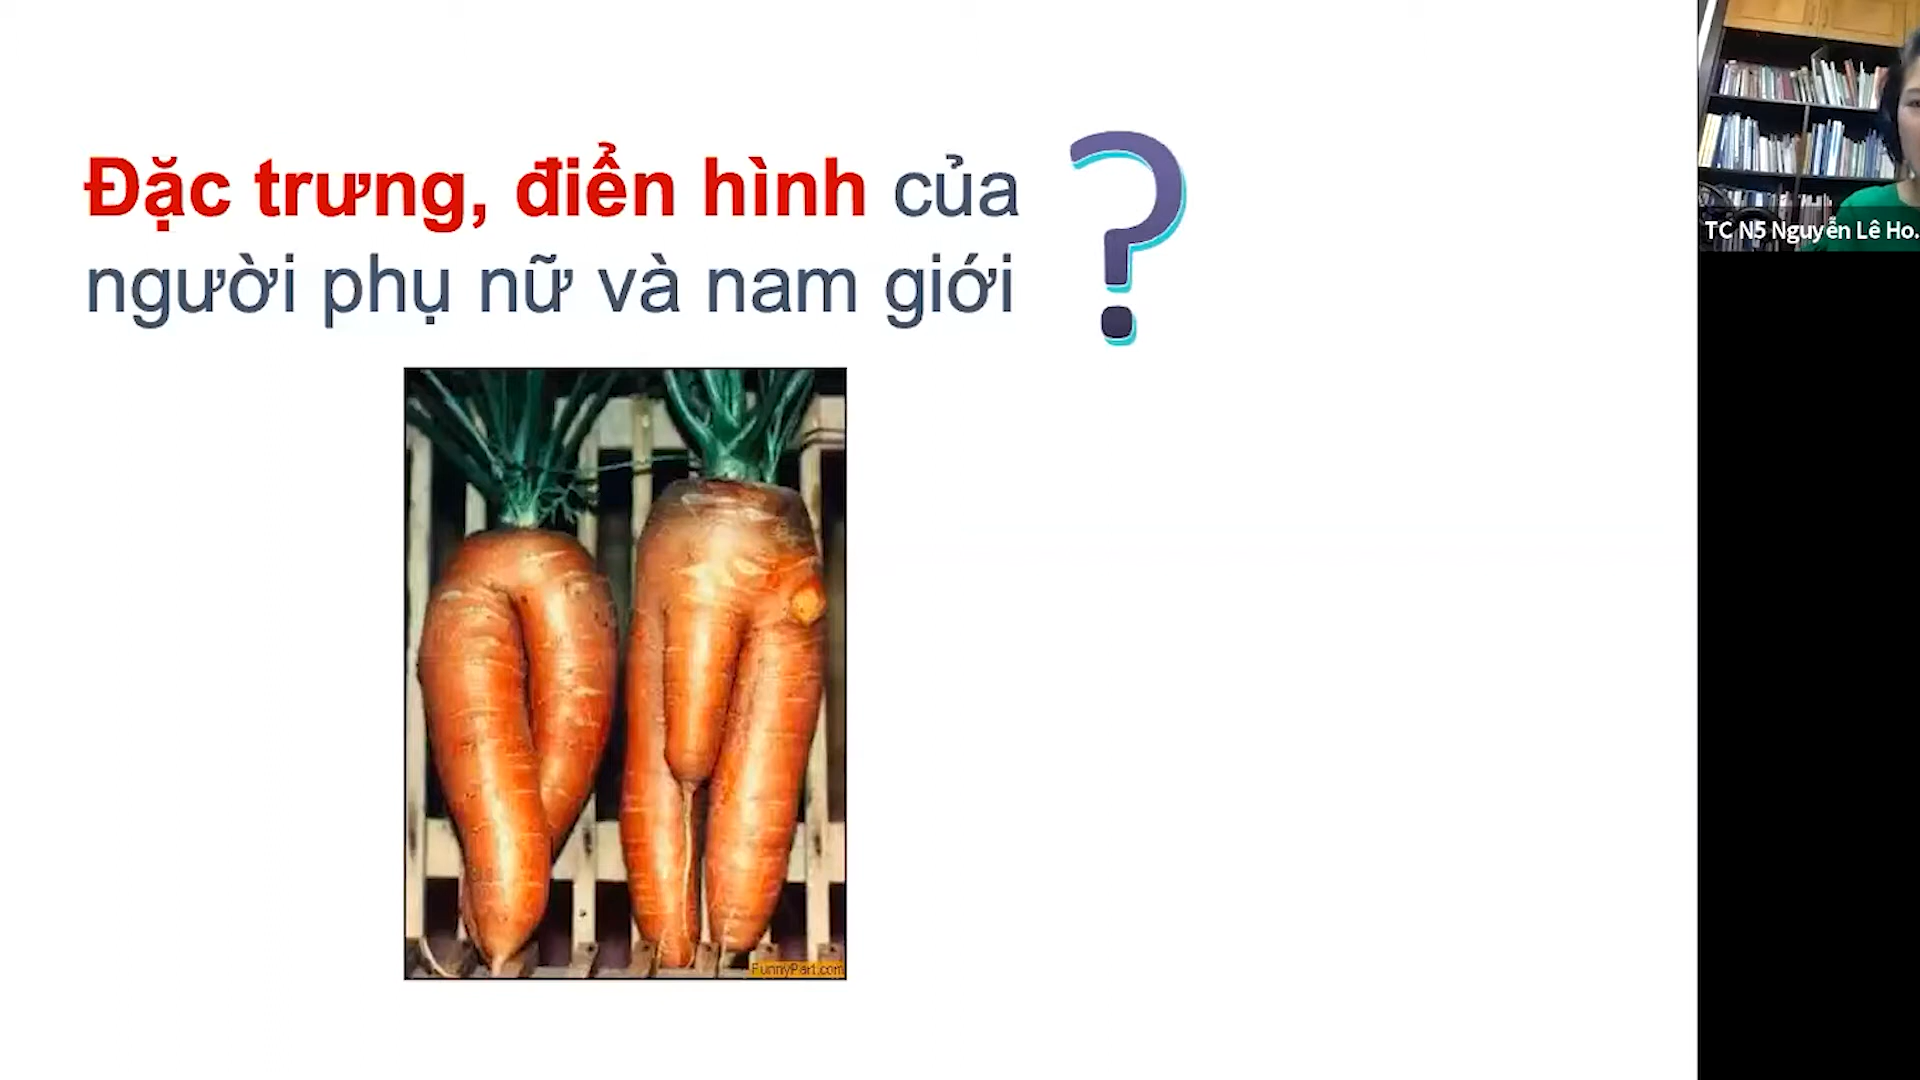 Đặc trưng, điển hình của
người phụ nữ và nam giới
?
TC N5 Nguyễn Lê Ho.
FunnyPart.com